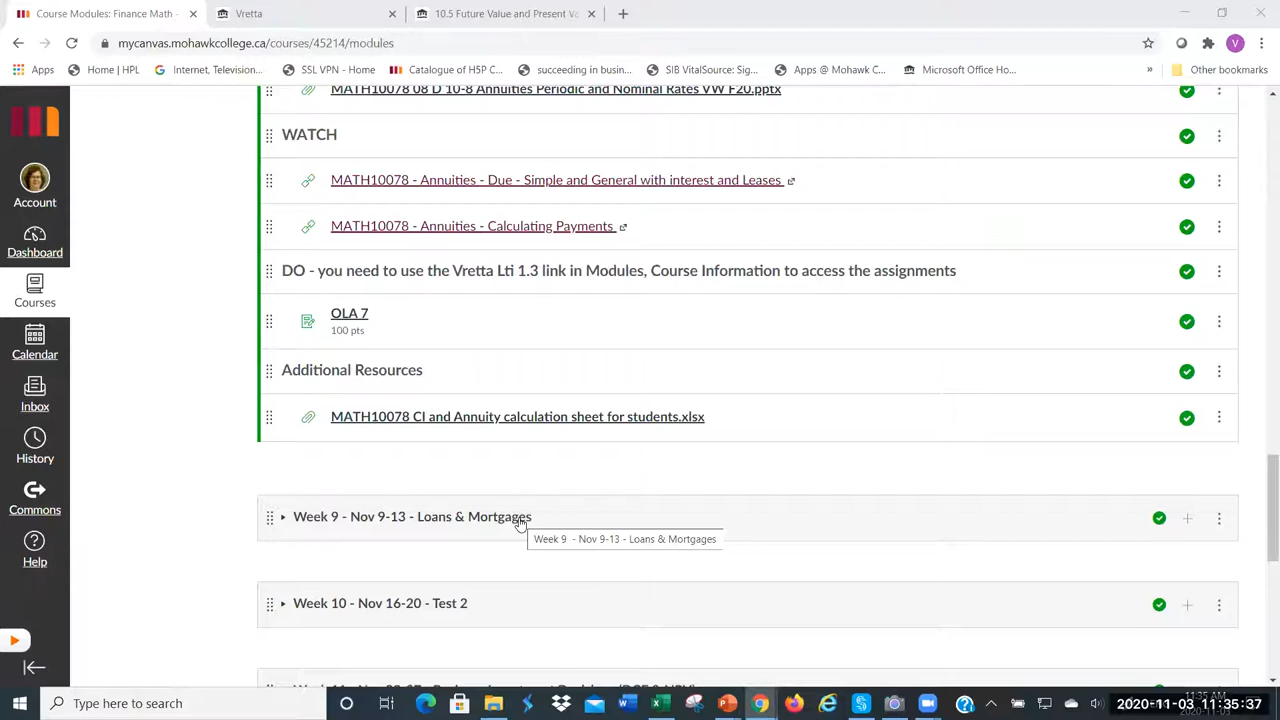 Course Modules: Finance Math -
Vretta
10.5 Future Value and Present Va
mycanvas.mohawkcollege.ca/courses/45214/modules
V
Apps
Home | HPL
Internet, Television...
SSL VPN - Home
Catalogue of H5P C...
succeeding in busin...
SIB VitalSource: Sig...
Apps @ Mohawk C...
Microsoft Office Ho...
»
Other bookmarks
MATH10078 08 D 10-8 Annuities Periodic and Nominal Rates VW F20.pptx
WATCH
Account
MATH10078 - Annuities - Due - Simple and General with interest and Leases
MATH10078 - Annuities - Calculating Payments
Dashboard
DO - you need to use the Vretta Lti 1.3 link in Modules, Course Information to access the assignments
Courses
OLA 7
100 pts
Calendar
Additional Resources
Inbox
MATH10078 CI and Annuity calculation sheet for students.xlsx
History
Commons
Week 9 - Nov 9-13 - Loans & Mortgages
Week 9 - Nov 9-13 - Loans & Mortgages
Help
Week 10 - Nov 16-20 - Test 2
Type here to search
11:35 AM
2020-11-03 11:35:37
2020-11-03